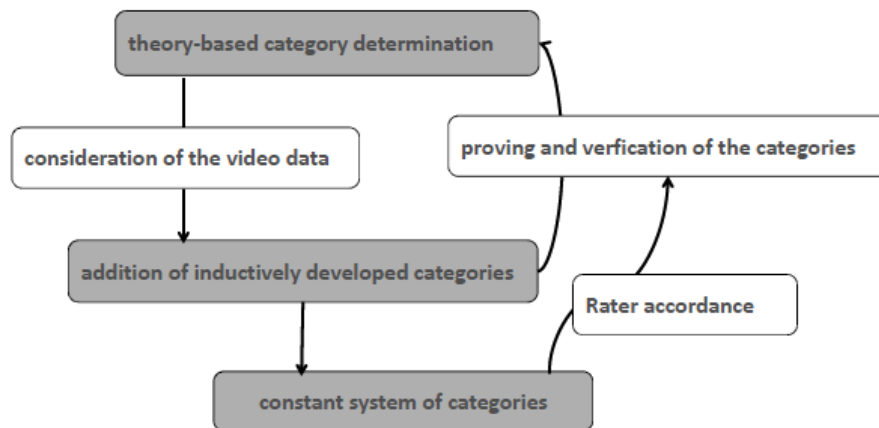 theory-based category determination
consideration of the video data
proving and verfication of the categories
addition of inductively developed categories
Rater accordance
constant system of categories